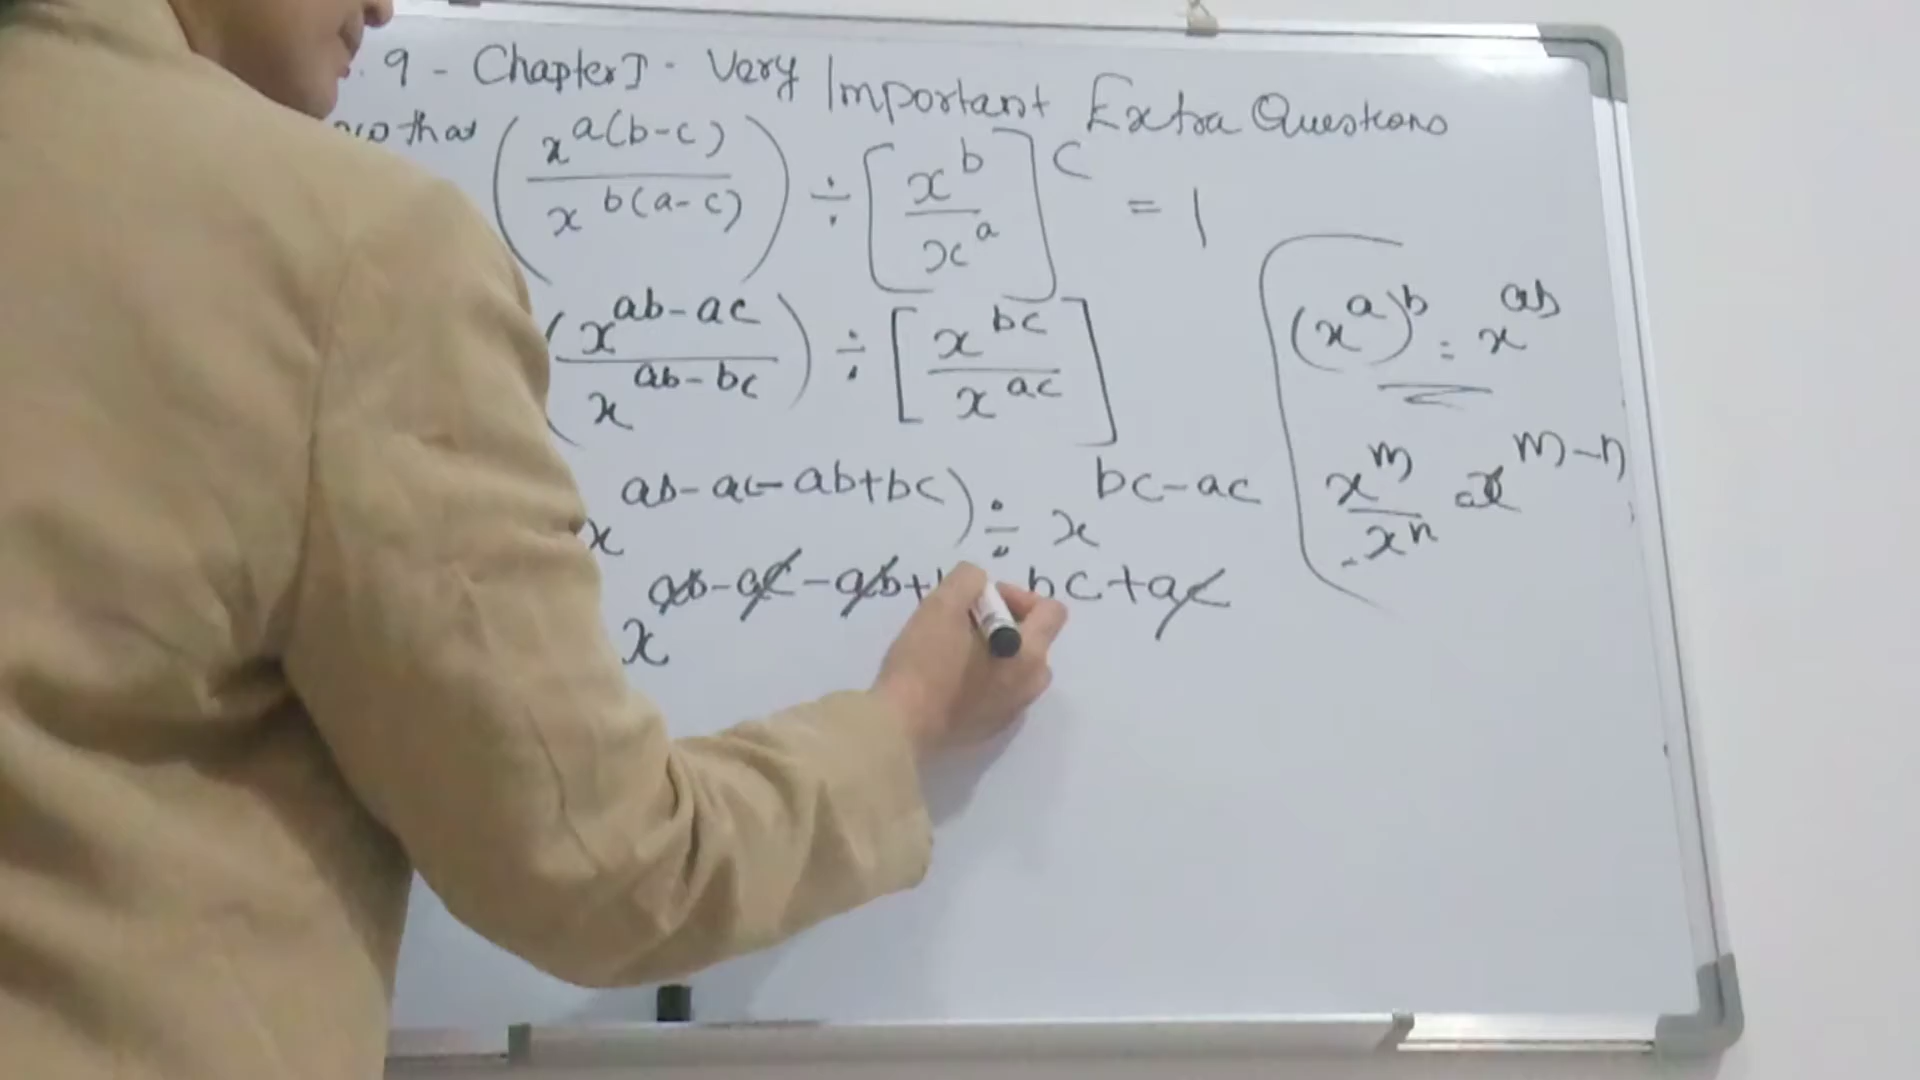 9 - Chapter I - Very Important Extra Questions
that (x^a(b-c) / x^b(a-c)) ÷ [x^b / x^a]^c = 1
(x^ab-ac / x^ab-bc) ÷ [x^bc / x^ac]
x^ab-ac-ab+bc) ÷ x^bc-ac
x^ab-ac-ab+ bc+ac
(x^a)^b = x^ab
x^m / x^n = x^m-n